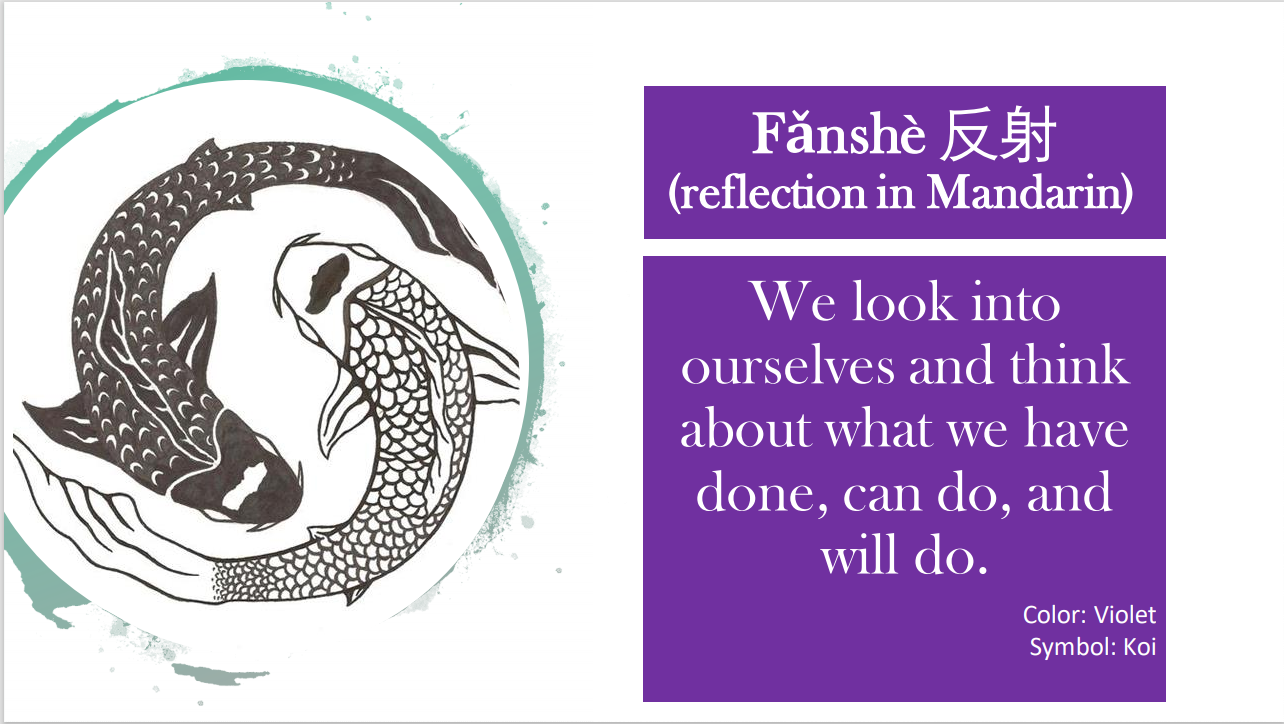 Fǎnshè 反射
(reflection in Mandarin)
We look into
ourselves and think
about what we have
done, can do, and
will do.
Color: Violet
Symbol: Koi